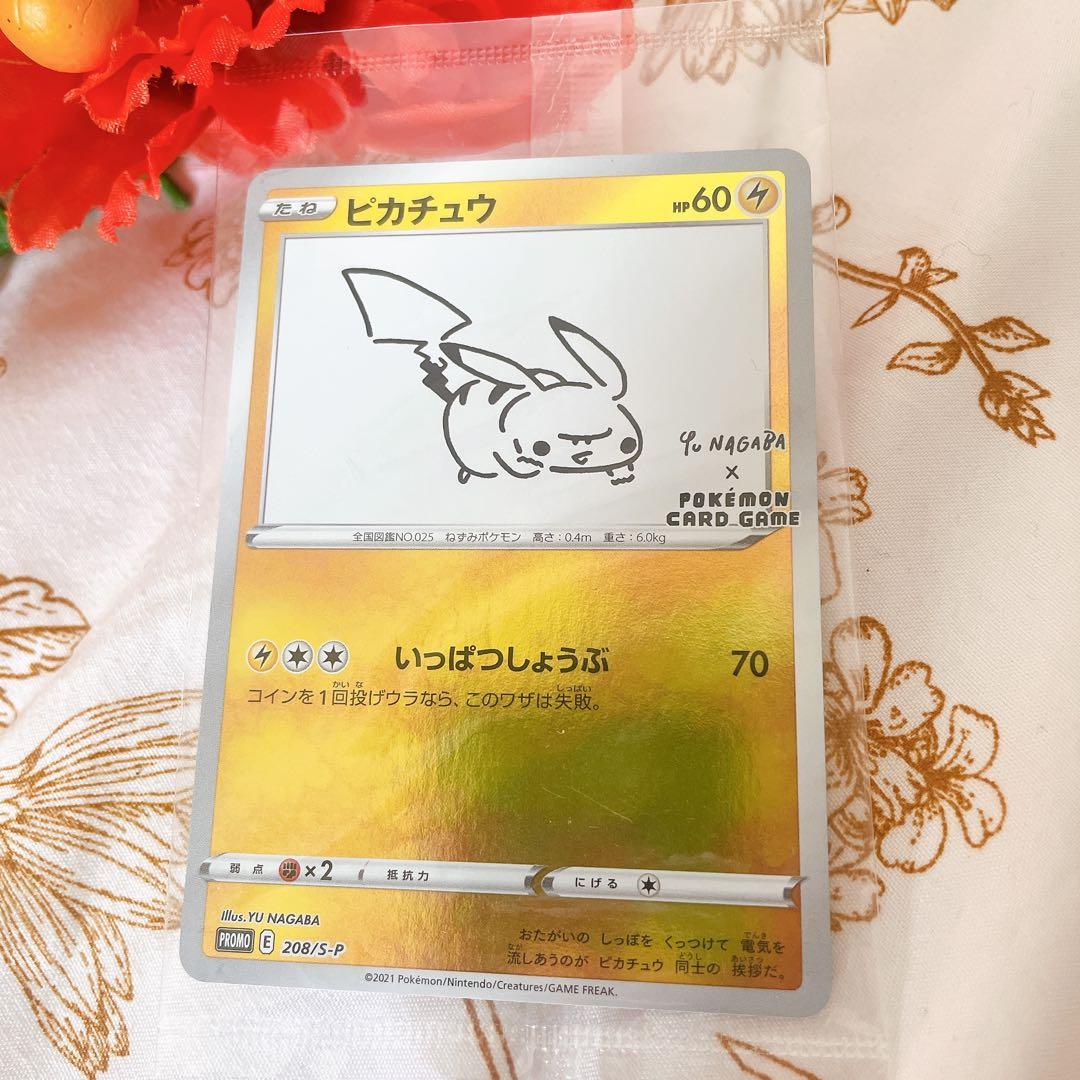 たね ピカチュウ HP60
Yu NAGABA
×
POKÉMON
CARD GAME
全国図鑑NO.025 ねずみポケモン 高さ:0.4m 重さ:6.0kg
いっぱつしょうぶ 70
コインを1回投げウラなら、このワザは失敗。
弱点 ×2 抵抗力 にげる
Illus.YU NAGABA
PROMO E 208/S-P
おたがいの しっぽを くっつけて 電気を
流しあうのが ピカチュウ 同士の 挨拶だ。
©2021 Pokémon/Nintendo/Creatures/GAME FREAK.